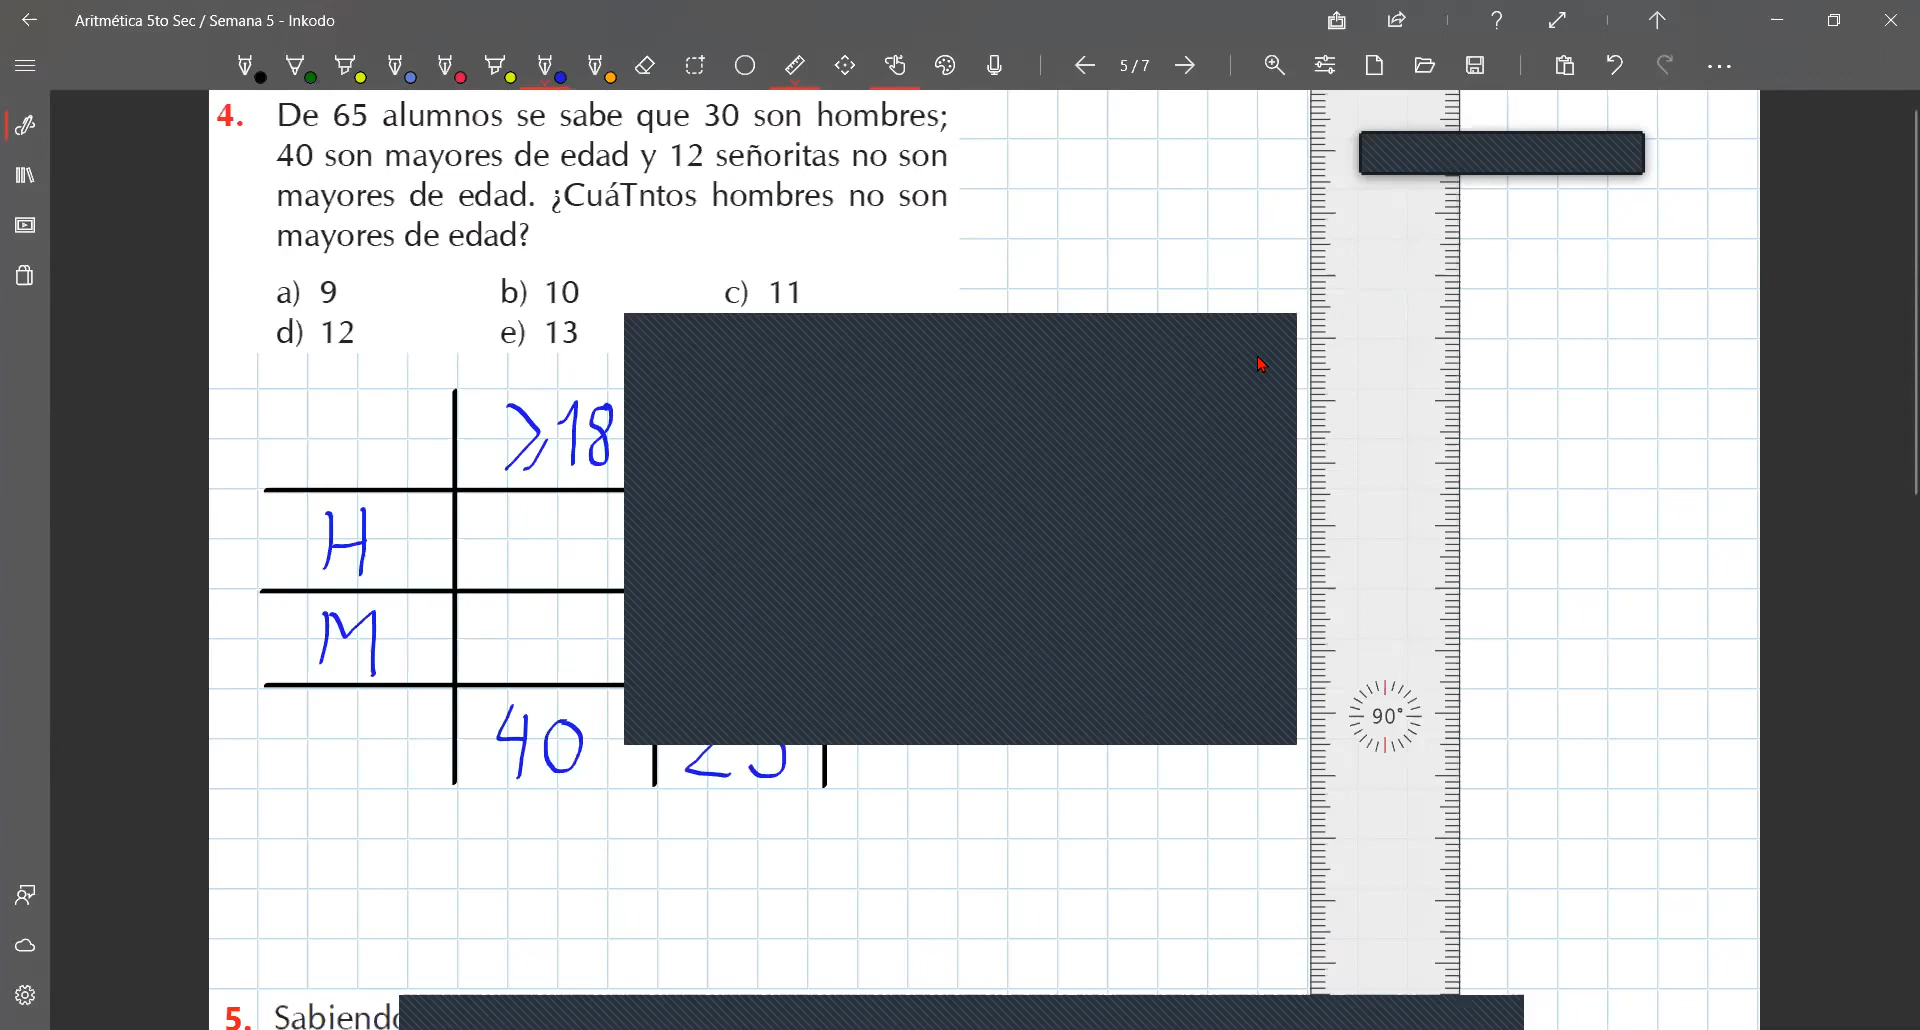 Aritmética 5to Sec / Semana 5 - Inkodo
5 / 7
4. De 65 alumnos se sabe que 30 son hombres;
40 son mayores de edad y 12 señoritas no son
mayores de edad. ¿CuáTntos hombres no son
mayores de edad?
a) 9 b) 10 c) 11
d) 12 e) 13
≥18
H
M
40
90°
5.